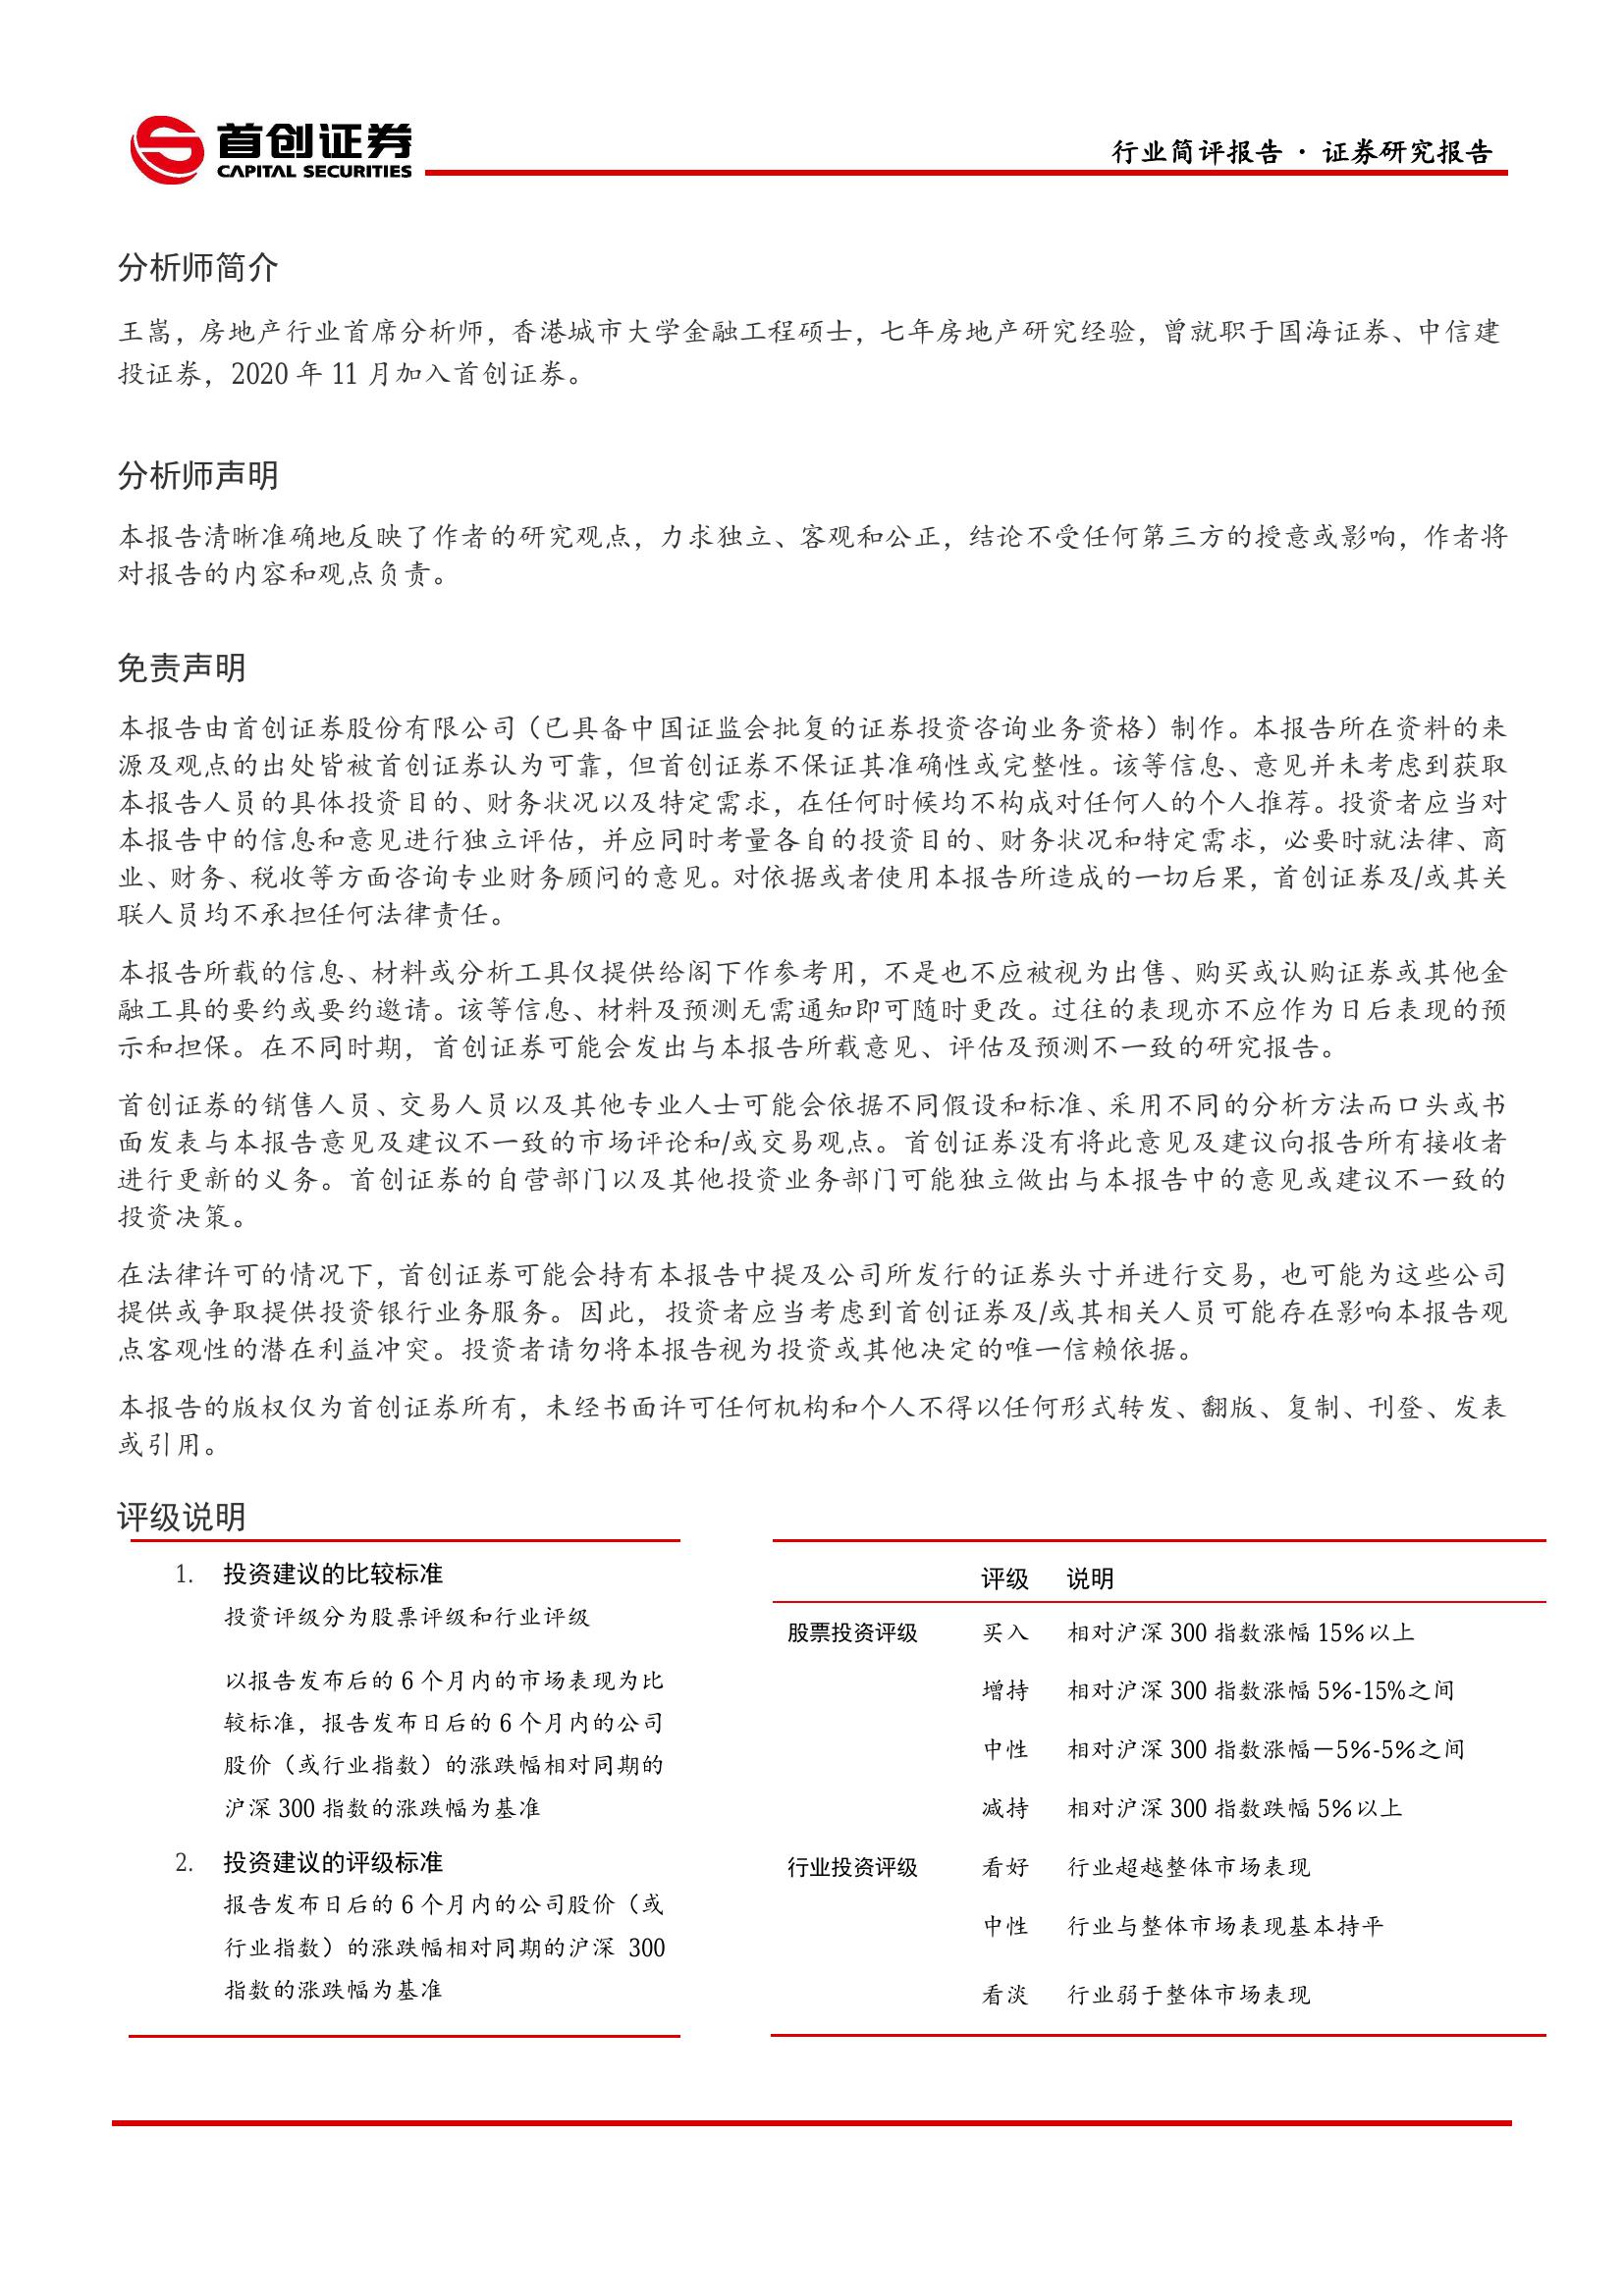 首创证券
CAPITAL SECURITIES
行业简评报告 · 证券研究报告
分析师简介
王嵩，房地产行业首席分析师，香港城市大学金融工程硕士，七年房地产研究经验，曾就职于国海证券、中信建
投证券，2020 年 11 月加入首创证券。
分析师声明
本报告清晰准确地反映了作者的研究观点，力求独立、客观和公正，结论不受任何第三方的授意或影响，作者将
对报告的内容和观点负责。
免责声明
本报告由首创证券股份有限公司（已具备中国证监会批复的证券投资咨询业务资格）制作。本报告所在资料的来
源及观点的出处皆被首创证券认为可靠，但首创证券不保证其准确性或完整性。该等信息、意见并未考虑到获取
本报告人员的具体投资目的、财务状况以及特定需求，在任何时候均不构成对任何人的个人推荐。投资者应当对
本报告中的信息和意见进行独立评估，并应同时考量各自的投资目的、财务状况和特定需求，必要时就法律、商
业、财务、税收等方面咨询专业财务顾问的意见。对依据或者使用本报告所造成的一切后果，首创证券及/或其关
联人员均不承担任何法律责任。
本报告所载的信息、材料或分析工具仅提供给阁下作参考用，不是也不应被视为出售、购买或认购证券或其他金
融工具的要约或要约邀请。该等信息、材料及预测无需通知即可随时更改。过往的表现亦不应作为日后表现的预
示和担保。在不同时期，首创证券可能会发出与本报告所载意见、评估及预测不一致的研究报告。
首创证券的销售人员、交易人员以及其他专业人士可能会依据不同假设和标准、采用不同的分析方法而口头或书
面发表与本报告意见及建议不一致的市场评论和/或交易观点。首创证券没有将此意见及建议向报告所有接收者
进行更新的义务。首创证券的自营部门以及其他投资业务部门可能独立做出与本报告中的意见或建议不一致的
投资决策。
在法律许可的情况下，首创证券可能会持有本报告中提及公司所发行的证券头寸并进行交易，也可能为这些公司
提供或争取提供投资银行业务服务。因此，投资者应当考虑到首创证券及/或其相关人员可能存在影响本报告观
点客观性的潜在利益冲突。投资者请勿将本报告视为投资或其他决定的唯一信赖依据。
本报告的版权仅为首创证券所有，未经书面许可任何机构和个人不得以任何形式转发、翻版、复制、刊登、发表
或引用。
评级说明
1. 投资建议的比较标准
投资评级分为股票评级和行业评级
以报告发布后的 6 个月内的市场表现为比
较标准，报告发布日后的 6 个月内的公司
股价（或行业指数）的涨跌幅相对同期的
沪深 300 指数的涨跌幅为基准
2. 投资建议的评级标准
报告发布日后的 6 个月内的公司股价（或
行业指数）的涨跌幅相对同期的沪深 300
指数的涨跌幅为基准
评级 说明
股票投资评级 买入 相对沪深 300 指数涨幅 15％以上
增持 相对沪深 300 指数涨幅 5％-15%之间
中性 相对沪深 300 指数涨幅－5％-5％之间
减持 相对沪深 300 指数跌幅 5％以上
行业投资评级 看好 行业超越整体市场表现
中性 行业与整体市场表现基本持平
看淡 行业弱于整体市场表现